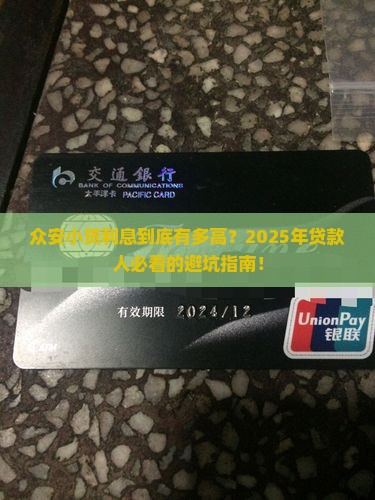 交通銀行
BANK OF COMMUNICATIONS
太平洋卡 PACIFIC CARD
众安小贷利息到底有多高？2025年贷款
人必看的避坑指南！
有效期限 2024/12
UnionPay
银联
ATM